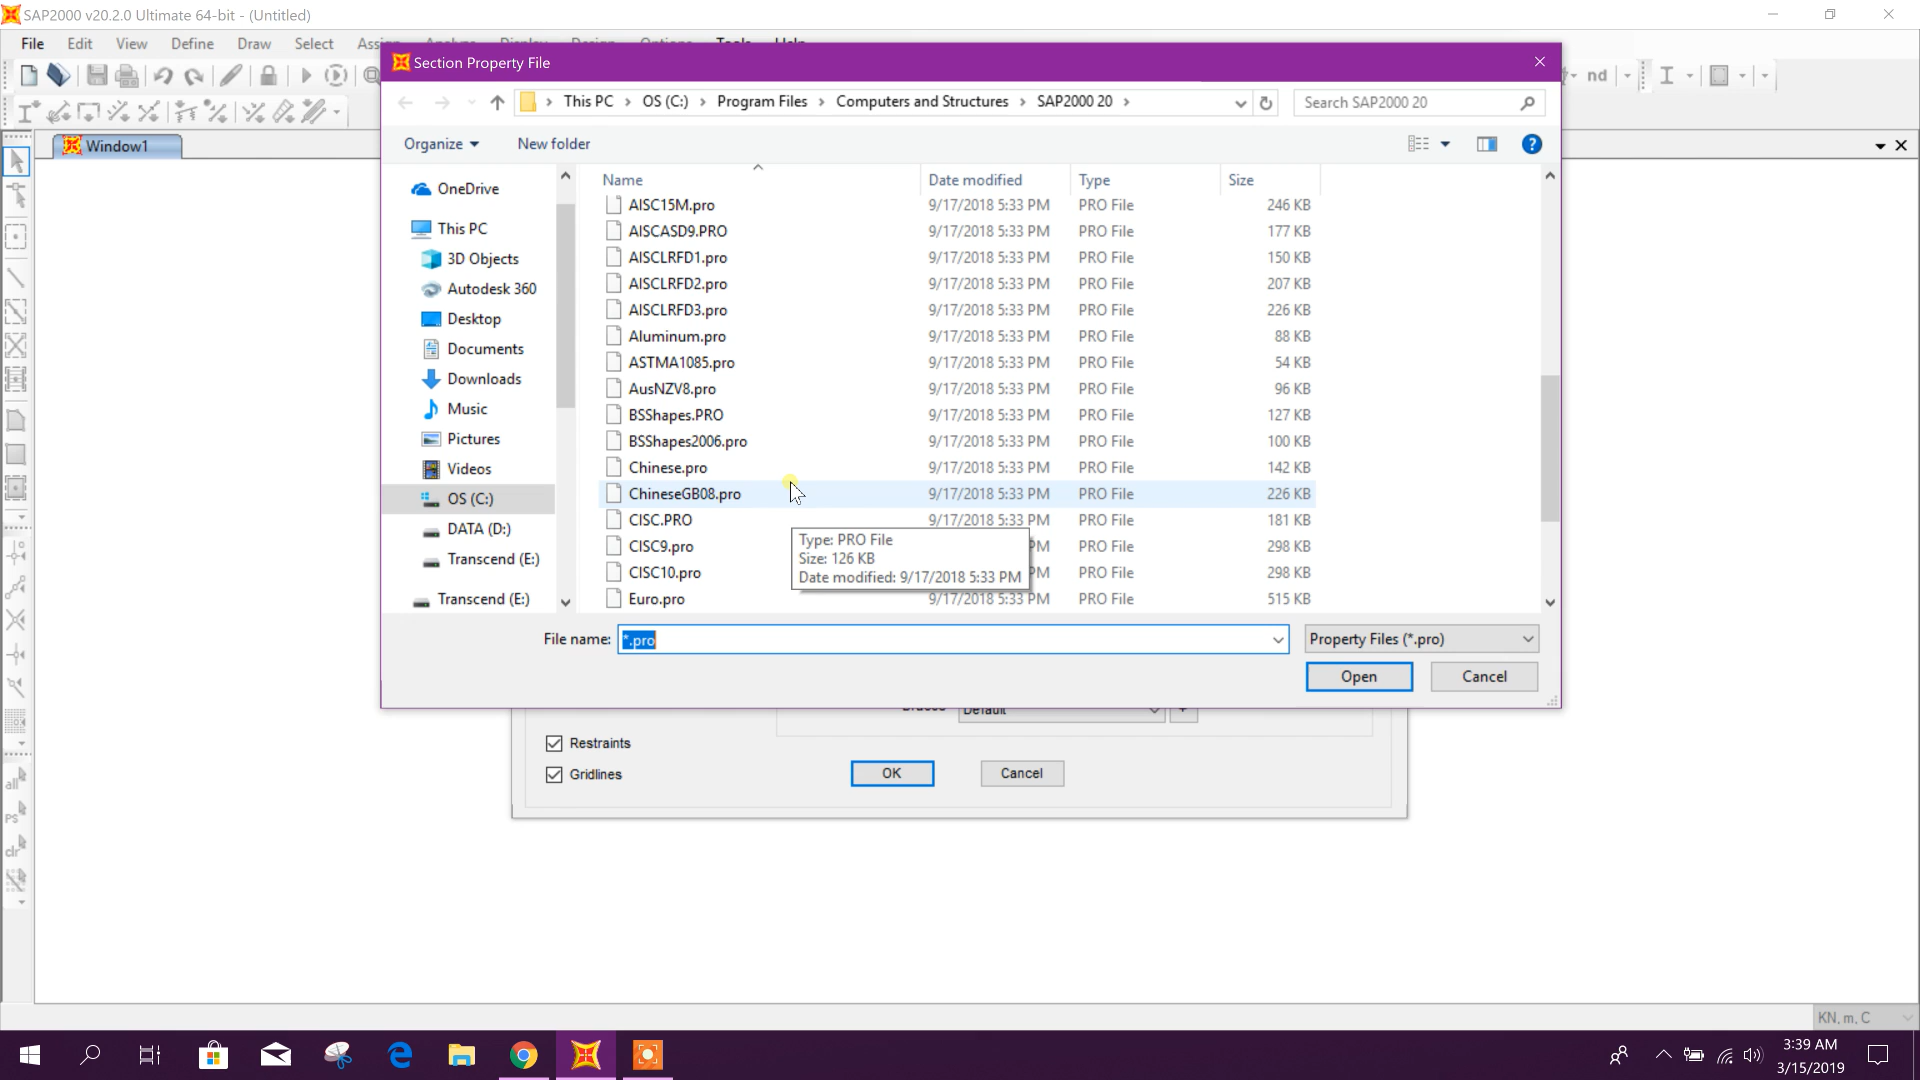 SAP2000 v20.2.0 Ultimate 64-bit - (Untitled)
File Edit View Define Draw Select
Section Property File
nd
This PC > OS (C:) > Program Files > Computers and Structures > SAP2000 20 >
Search SAP2000 20
Organize
New folder
Window1
Name
Date modified
Type
Size
OneDrive
This PC
3D Objects
Autodesk 360
Desktop
Documents
Downloads
Music
Pictures
Videos
OS (C:)
DATA (D:)
Transcend (E:)
Transcend (E:)
AISC15M.pro 9/17/2018 5:33 PM PRO File 246 KB
AISCASD9.PRO 9/17/2018 5:33 PM PRO File 177 KB
AISCLRFD1.pro 9/17/2018 5:33 PM PRO File 150 KB
AISCLRFD2.pro 9/17/2018 5:33 PM PRO File 207 KB
AISCLRFD3.pro 9/17/2018 5:33 PM PRO File 226 KB
Aluminum.pro 9/17/2018 5:33 PM PRO File 88 KB
ASTMA1085.pro 9/17/2018 5:33 PM PRO File 54 KB
AusNZV8.pro 9/17/2018 5:33 PM PRO File 96 KB
BSShapes.PRO 9/17/2018 5:33 PM PRO File 127 KB
BSShapes2006.pro 9/17/2018 5:33 PM PRO File 100 KB
Chinese.pro 9/17/2018 5:33 PM PRO File 142 KB
ChineseGB08.pro 9/17/2018 5:33 PM PRO File 226 KB
CISC.PRO 9/17/2018 5:33 PM PRO File 181 KB
CISC9.pro PM PRO File 298 KB
CISC10.pro PM PRO File 298 KB
Euro.pro 9/17/2018 5:33 PM PRO File 515 KB
Type: PRO File
Size: 126 KB
Date modified: 9/17/2018 5:33 PM
File name: *.pro
Property Files (*.pro)
Open
Cancel
Default
Restraints
Gridlines
OK
Cancel
all
PS
clr
KN, m, C
3:39 AM
3/15/2019